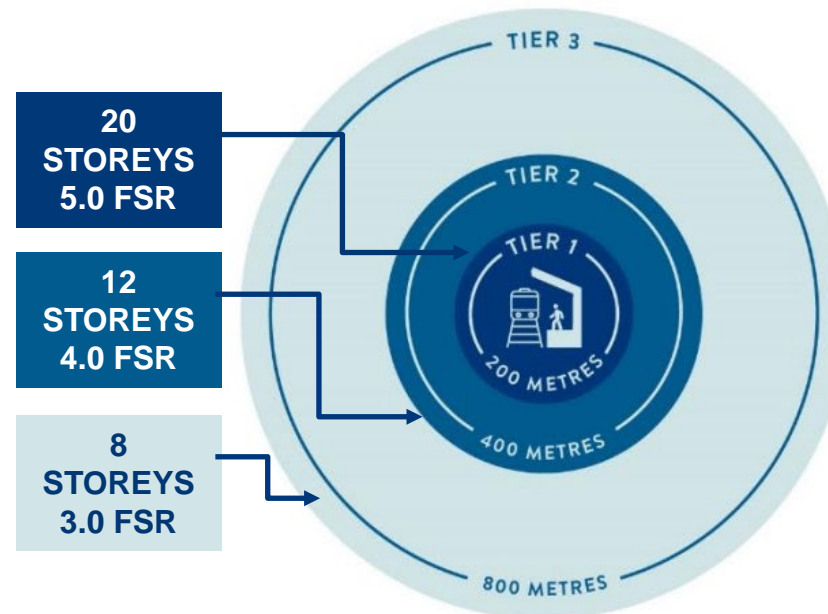 20
STOREYS
5.0 FSR
12
STOREYS
4.0 FSR
8
STOREYS
3.0 FSR
TIER 3
TIER 2
TIER 1
200 METRES
400 METRES
800 METRES